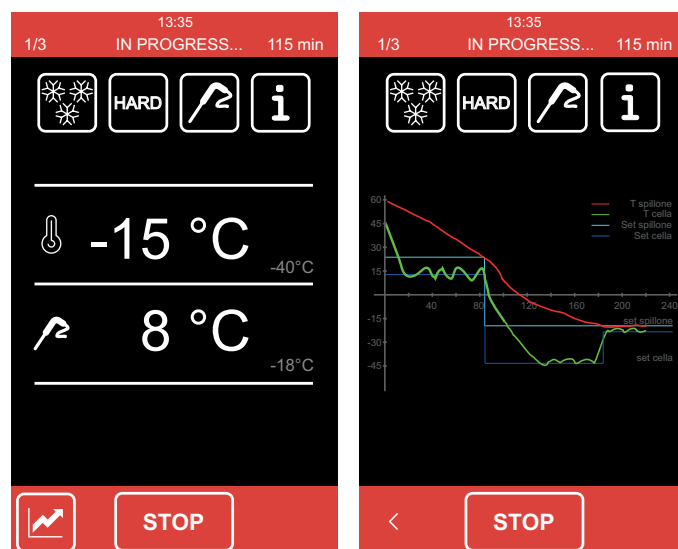 13:35
1/3 IN PROGRESS... 115 min
HARD
i
-15 °C
-40°C
8 °C
-18°C
STOP
13:35
1/3 IN PROGRESS... 115 min
HARD
i
60
T spillone
T cella
45
Set spillone
Set cella
30
15
40 80 120 160 200 240
-15
set spillone
-30
set cella
-45
< STOP